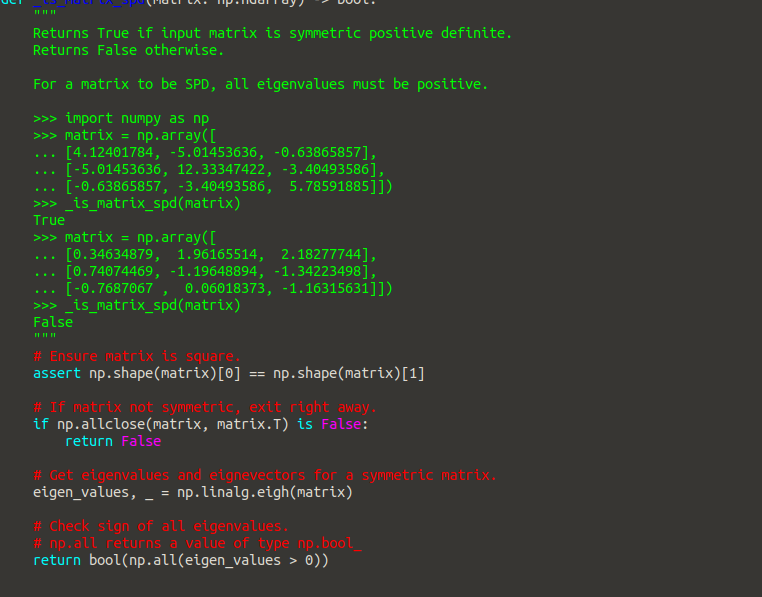 def _is_matrix_spd(matrix: np.ndarray) -> bool:
    """
    Returns True if input matrix is symmetric positive definite.
    Returns False otherwise.

    For a matrix to be SPD, all eigenvalues must be positive.

    >>> import numpy as np
    >>> matrix = np.array([
    ... [4.12401784, -5.01453636, -0.63865857],
    ... [-5.01453636, 12.33347422, -3.40493586],
    ... [-0.63865857, -3.40493586,  5.78591885]])
    >>> _is_matrix_spd(matrix)
    True
    >>> matrix = np.array([
    ... [0.34634879,  1.96165514,  2.18277744],
    ... [0.74074469, -1.19648894, -1.34223498],
    ... [-0.7687067 ,  0.06018373, -1.16315631]])
    >>> _is_matrix_spd(matrix)
    False
    """
    # Ensure matrix is square.
    assert np.shape(matrix)[0] == np.shape(matrix)[1]

    # If matrix not symmetric, exit right away.
    if np.allclose(matrix, matrix.T) is False:
        return False

    # Get eigenvalues and eignevectors for a symmetric matrix.
    eigen_values, _ = np.linalg.eigh(matrix)

    # Check sign of all eigenvalues.
    # np.all returns a value of type np.bool_
    return bool(np.all(eigen_values > 0))